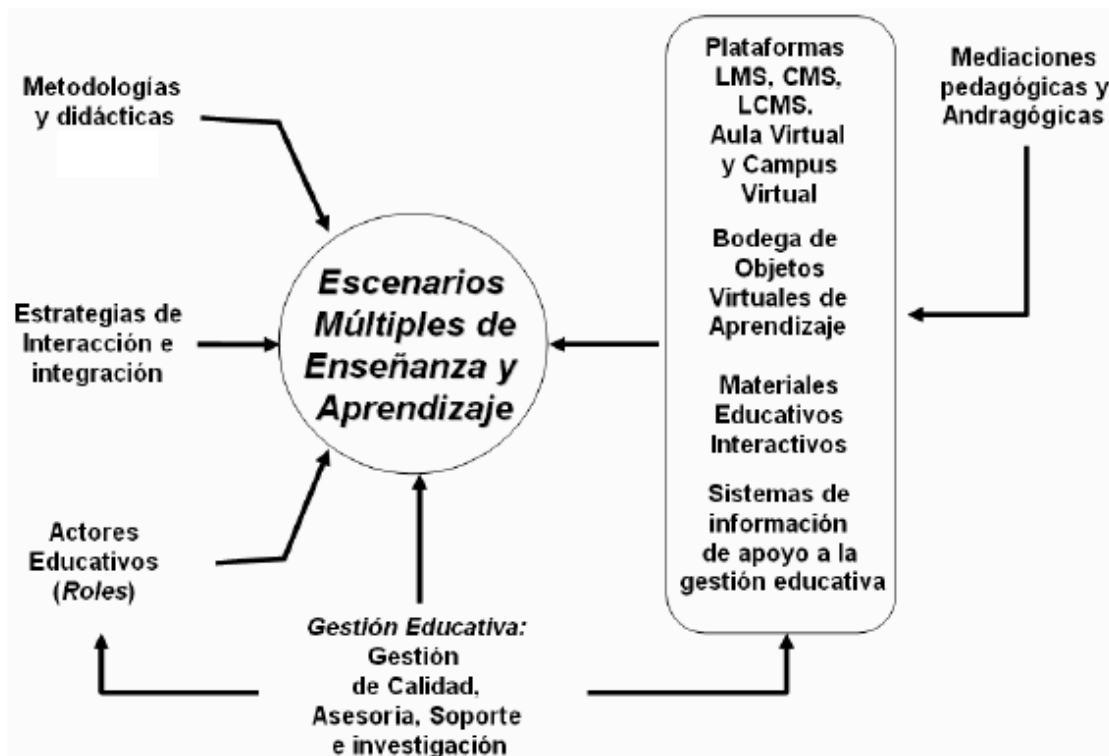 Metodologías
y didácticas
Estrategias de
Interacción e
integración
Actores
Educativos
(Roles)
Escenarios
Múltiples de
Enseñanza y
Aprendizaje
Gestión Educativa:
Gestión
de Calidad,
Asesoria, Soporte
e investigación
Plataformas
LMS, CMS,
LCMS.
Aula Virtual
y Campus
Virtual
Bodega de
Objetos
Virtuales de
Aprendizaje
Materiales
Educativos
Interactivos
Sistemas de
información
de apoyo a la
gestión educativa
Mediaciones
pedagógicas y
Andragógicas